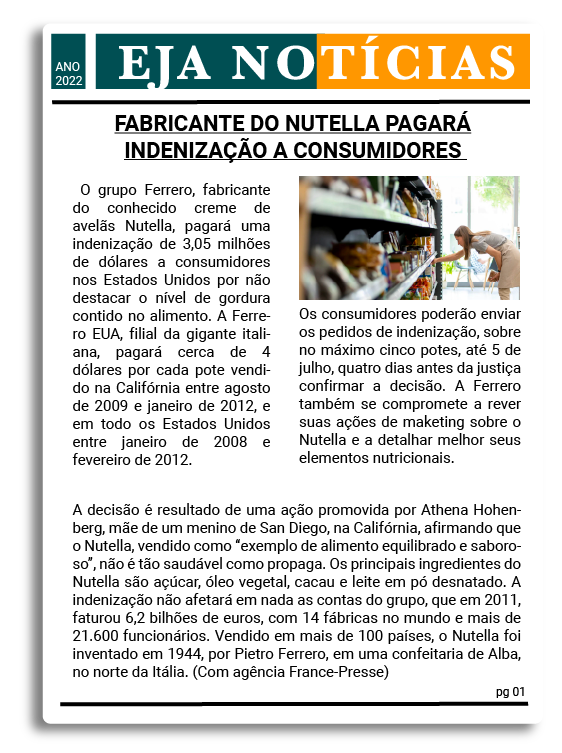 ANO
2022
EJA NOTÍCIAS
FABRICANTE DO NUTELLA PAGARÁ
INDENIZAÇÃO A CONSUMIDORES
O grupo Ferrero, fabricante
do conhecido creme de
avelãs Nutella, pagará uma
indenização de 3,05 milhões
de dólares a consumidores
nos Estados Unidos por não
destacar o nível de gordura
contido no alimento. A Ferre-
ro EUA, filial da gigante itali-
ana, pagará cerca de 4
dólares por cada pote vendi-
do na Califórnia entre agosto
de 2009 e janeiro de 2012, e
em todo os Estados Unidos
entre janeiro de 2008 e
fevereiro de 2012.
Os consumidores poderão enviar
os pedidos de indenização, sobre
no máximo cinco potes, até 5 de
julho, quatro dias antes da justiça
confirmar a decisão. A Ferrero
também se compromete a rever
suas ações de maketing sobre o
Nutella e a detalhar melhor seus
elementos nutricionais.
A decisão é resultado de uma ação promovida por Athena Hohen-
berg, mãe de um menino de San Diego, na Califórnia, afirmando que
o Nutella, vendido como “exemplo de alimento equilibrado e saboro-
so”, não é tão saudável como propaga. Os principais ingredientes do
Nutella são açúcar, óleo vegetal, cacau e leite em pó desnatado. A
indenização não afetará em nada as contas do grupo, que em 2011,
faturou 6,2 bilhões de euros, com 14 fábricas no mundo e mais de
21.600 funcionários. Vendido em mais de 100 países, o Nutella foi
inventado em 1944, por Pietro Ferrero, em uma confeitaria de Alba,
no norte da Itália. (Com agência France-Presse)
pg 01